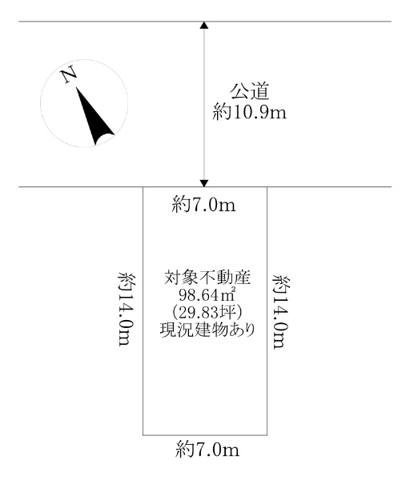 N
公道
約10.9m
約7.0m
約14.0m
対象不動産
98.64㎡
(29.83坪)
現況建物あり
約14.0m
約7.0m